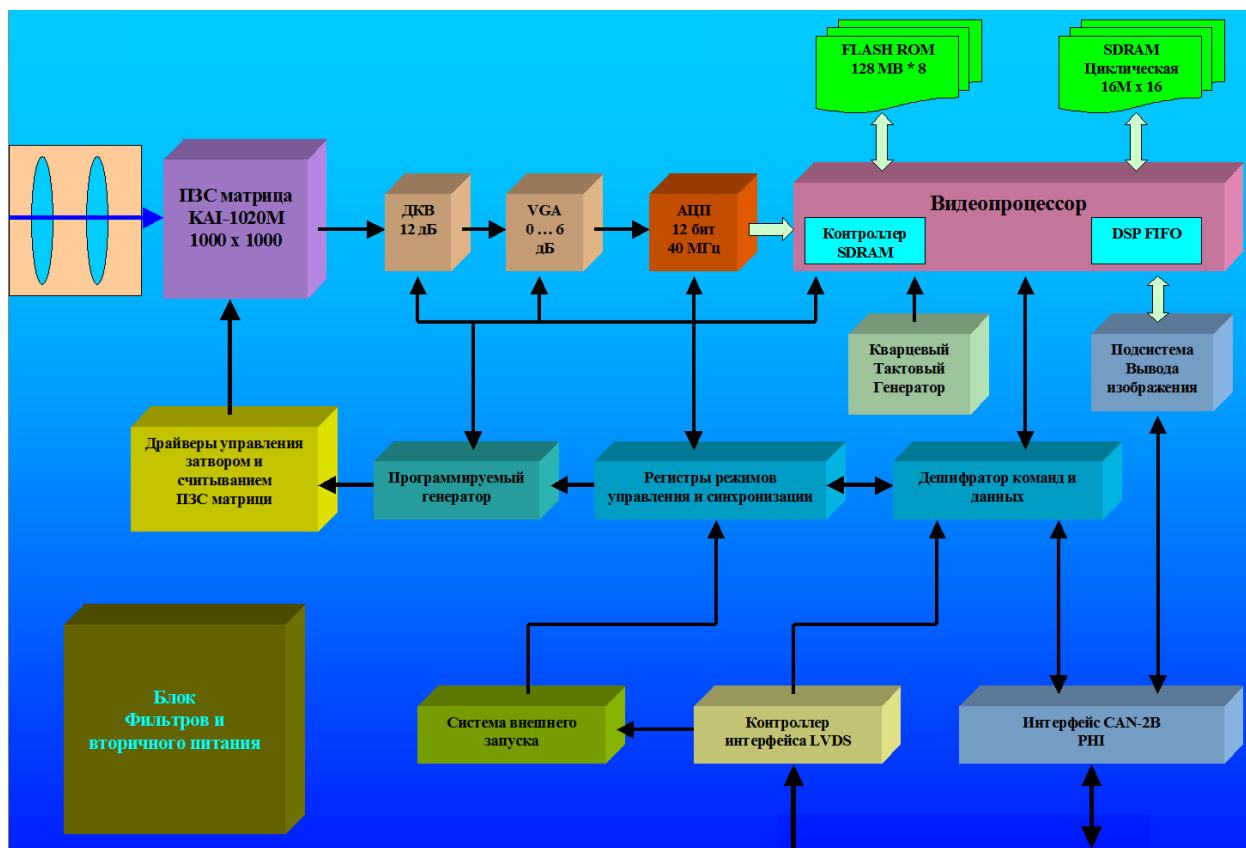 FLASH ROM
128 MB * 8
SDRAM
Циклическая
16M x 16
ПЗС матрица
KAI-1020M
1000 x 1000
ДКВ
12 дБ
VGA
0 … 6
дБ
АЦП
12 бит
40 МГц
Видеопроцессор
Контроллер
SDRAM
DSP FIFO
Кварцевый
Тактовый
Генератор
Подсистема
Вывода
изображения
Драйверы управления
затвором и
считыванием
ПЗС матрици
Программируемый
генератор
Регистры режимов
управления и синхронизации
Дешифратор команд и
данных
Блок
Фильтров и
вторичного питания
Система внешнего
запуска
Контроллер
интерфейса LVDS
Интерфейс CAN-2B
PHI